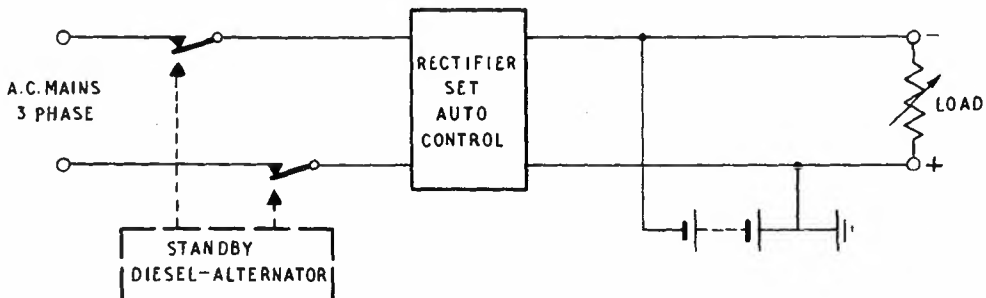 A.C. MAINS
3 PHASE
RECTIFIER
SET
AUTO
CONTROL
-
LOAD
+
STANDBY
DIESEL-ALTERNATOR